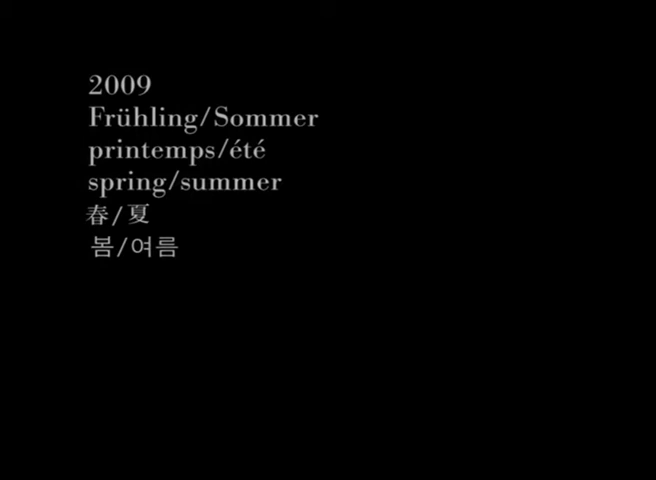 2009
Frühling/Sommer
printemps/été
spring/summer
春/夏
봄/여름